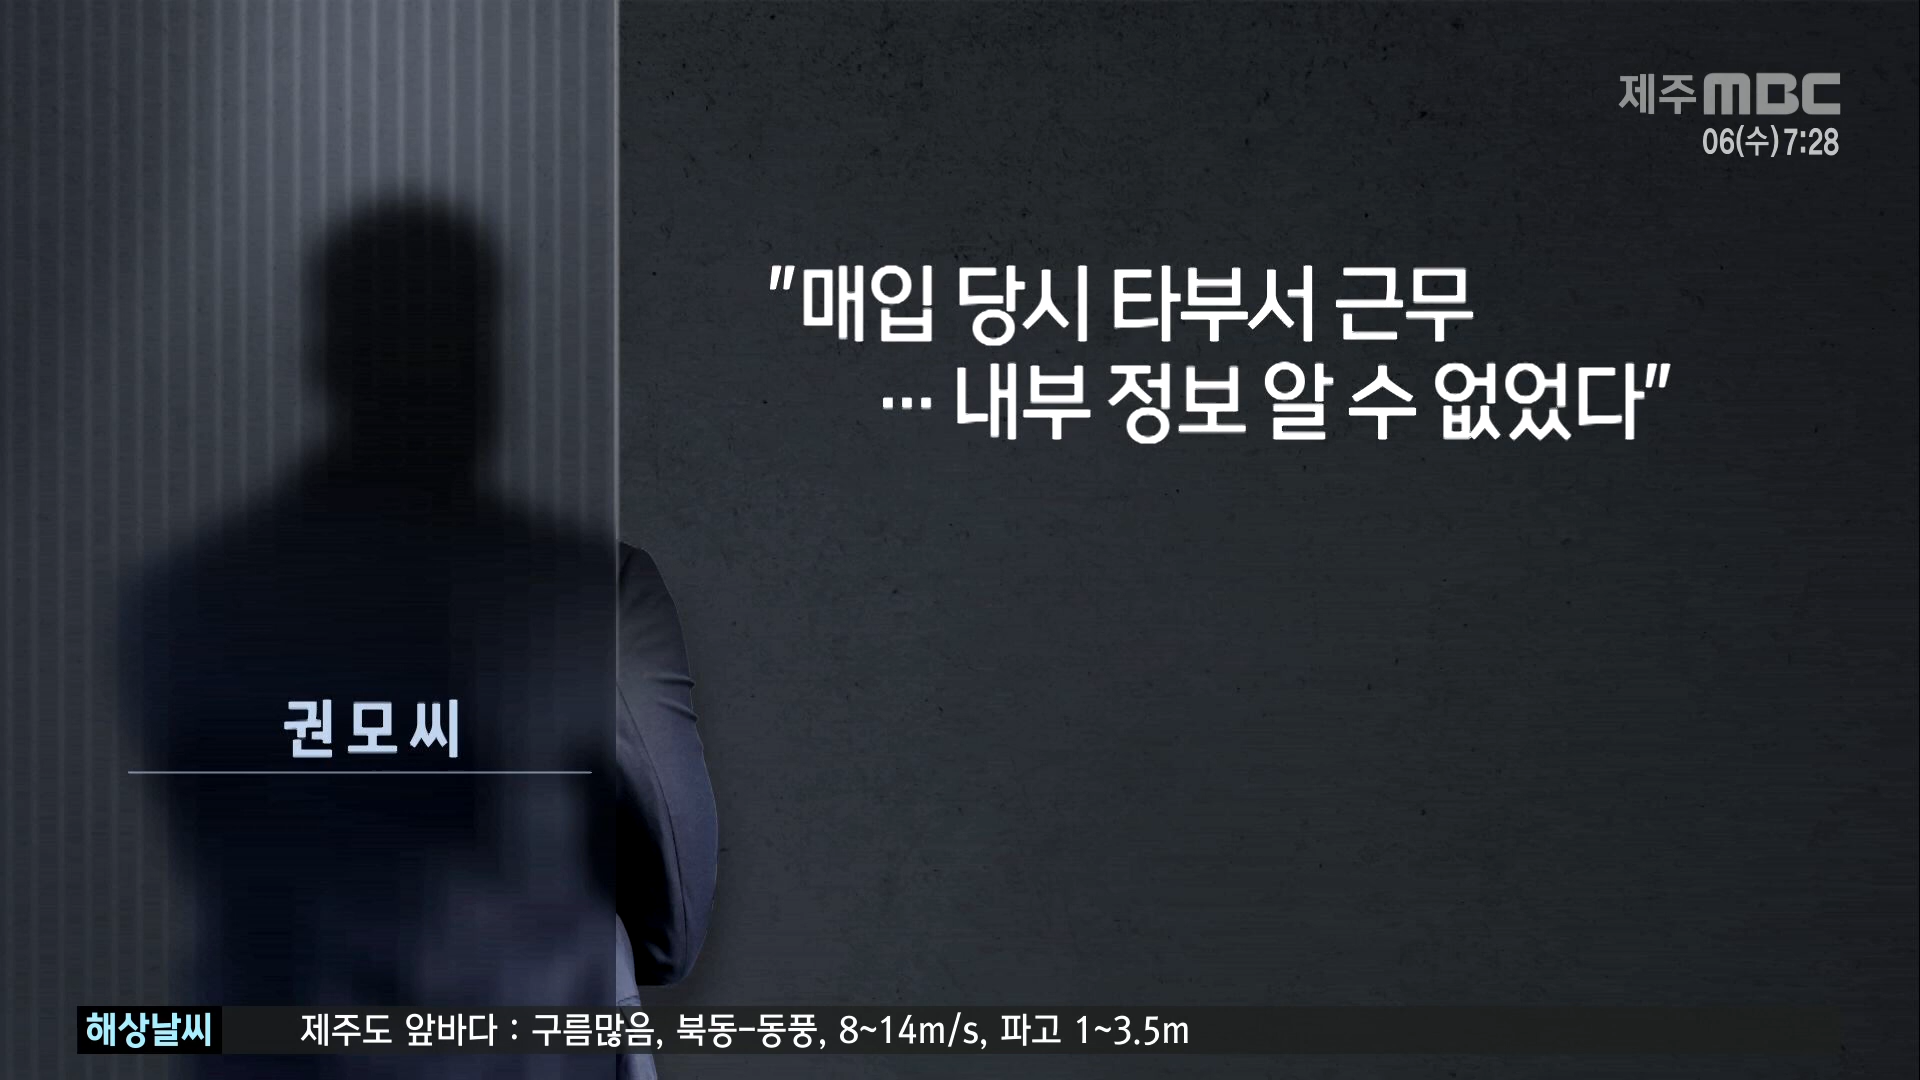 제주MBC
06(수)7:28
"매입 당시 타부서 근무
… 내부 정보 알 수 없었다"
권모씨
해상날씨 제주도 앞바다 : 구름많음, 북동-동풍, 8~14m/s, 파고 1~3.5m